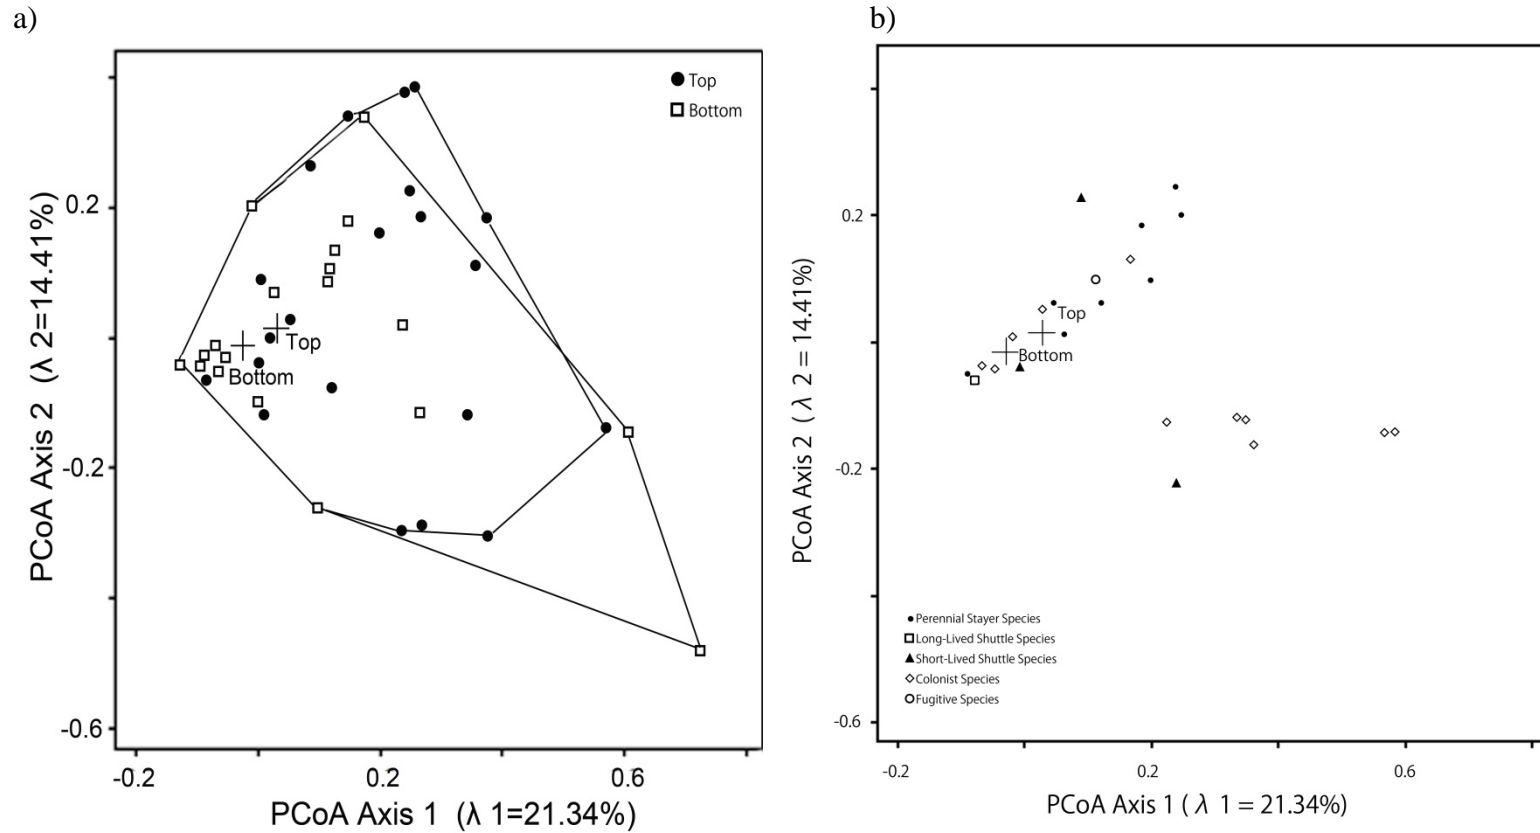 a)
Top
Bottom
0.2
-0.2
-0.6
Top
Bottom
-0.2
0.2
0.6
PCoA Axis 2 (λ 2=14.41%)
PCoA Axis 1 (λ 1=21.34%)
b)
0.2
-0.2
-0.6
Top
Bottom
Perennial Stayer Species
Long-Lived Shuttle Species
Short-Lived Shuttle Species
Colonist Species
Fugitive Species
-0.2
0.2
0.6
PCoA Axis 2 ( λ 2 = 14.41%)
PCoA Axis 1 ( λ 1 = 21.34%)